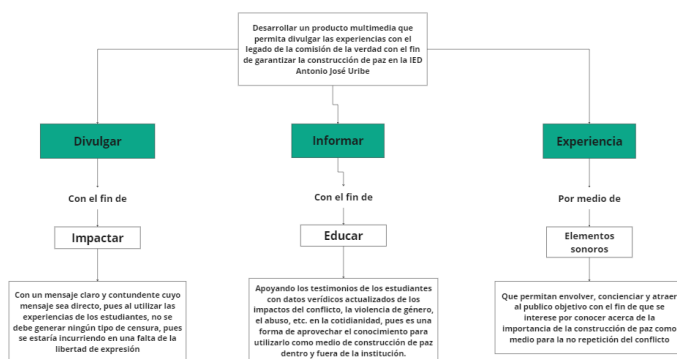 Desarrollar un producto multimedia que
permita divulgar las experiencias con el
legado de la comisión de la verdad con el fin
de garantizar la construcción de paz en la IED
Antonio José Uribe
Divulgar
Informar
Experiencia
Con el fin de
Con el fin de
Por medio de
Impactar
Educar
Elementos
sonoros
Con un mensaje claro y contundente cuyo
mensaje sea directo, pues al utilizar las
experiencias de los estudiantes, no se
debe generar ningún tipo de censura, pues
se estaría incurriendo en una falta de la
libertad de expresión
Apoyando los testimonios de los estudiantes
con datos verídicos actualizados de los
impactos del conflicto, la violencia de género,
el abuso, etc. en la cotidianidad, pues es una
forma de aprovechar el conocimiento para
utilizarlo como medio de construcción de paz
dentro y fuera de la institución.
Que permitan envolver, concienciar y atraer
al publico objetivo con el fin de que se
interese por conocer acerca de la
importancia de la construcción de paz como
medio para la no repetición del conflicto